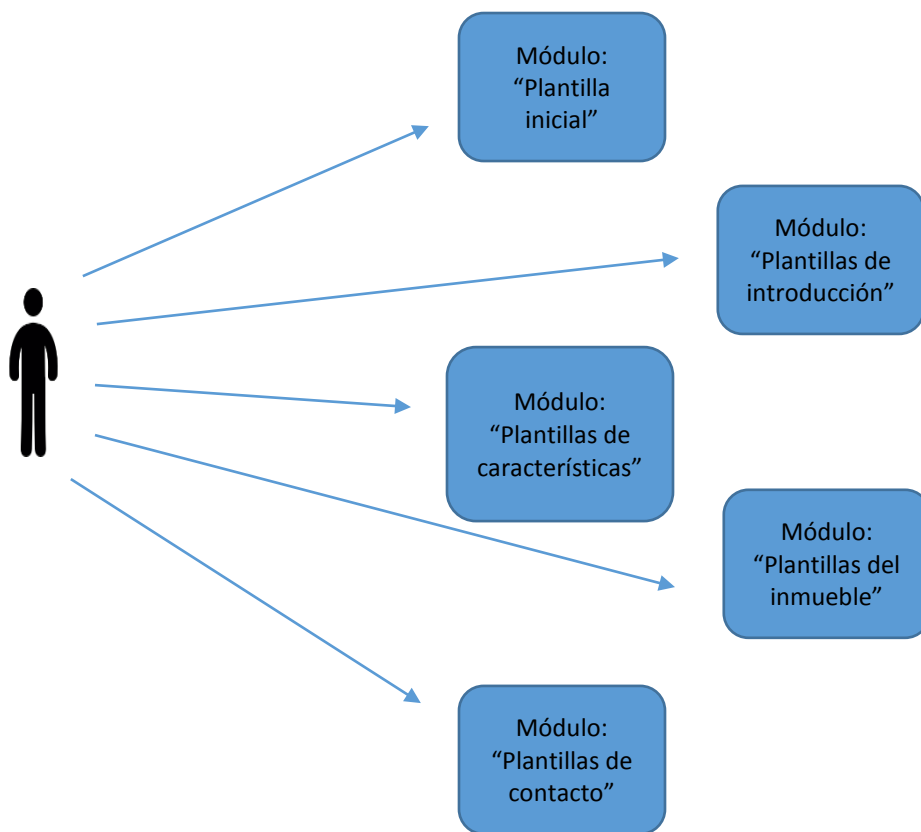 Módulo:
“Plantilla
inicial”
Módulo:
“Plantillas de
introducción”
Módulo:
“Plantillas de
características”
Módulo:
“Plantillas del
inmueble”
Módulo:
“Plantillas de
contacto”